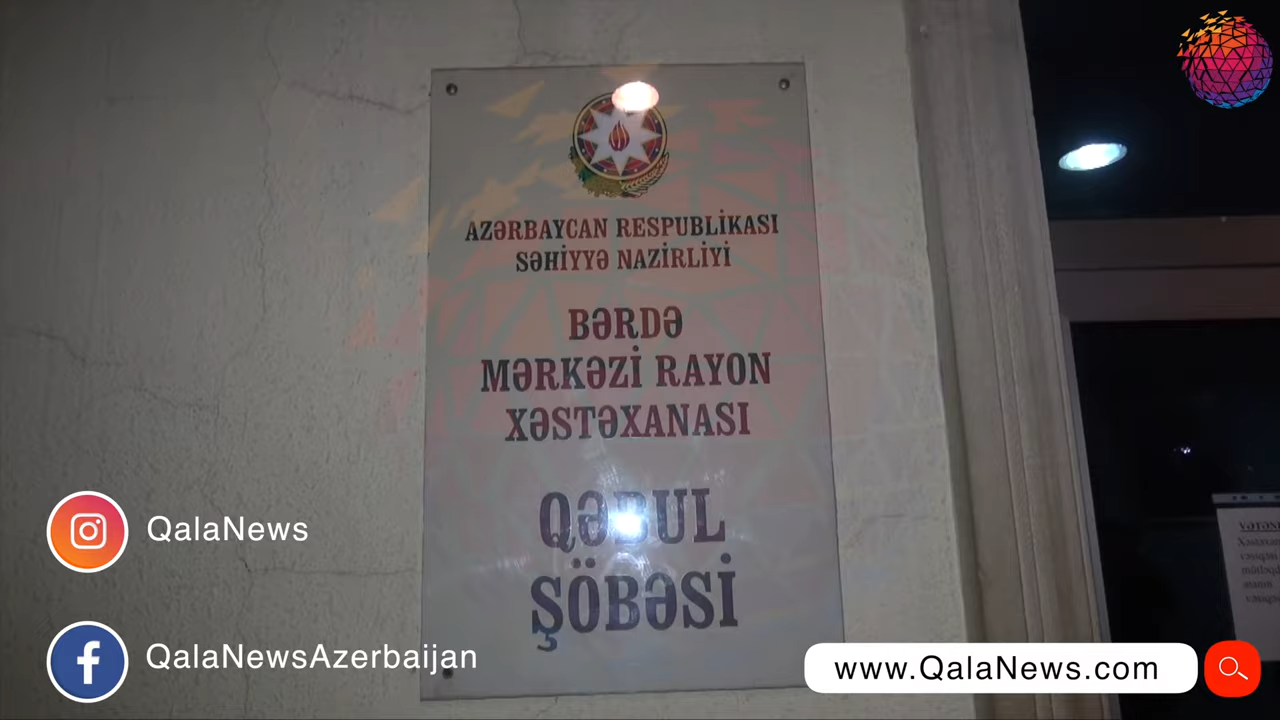 AZƏRBAYCAN RESPUBLİKASI
SƏHİYYƏ NAZİRLİYİ
BƏRDƏ
MƏRKƏZİ RAYON
XƏSTƏXANASI
QƏBUL
ŞÖBƏSİ
QalaNews
QalaNewsAzerbaijan
www.QalaNews.com